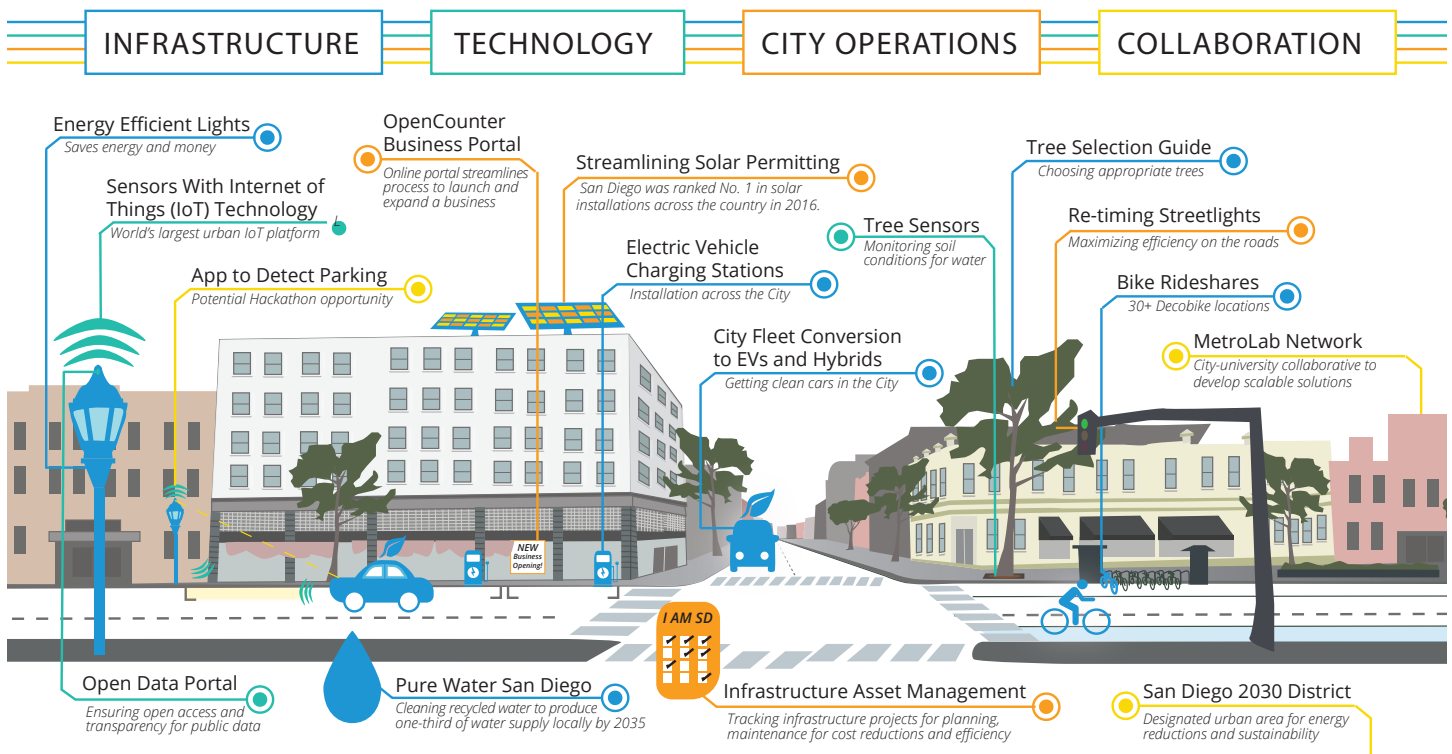 INFRASTRUCTURE
TECHNOLOGY
CITY OPERATIONS
COLLABORATION
Energy Efficient Lights
Saves energy and money
Sensors With Internet of
Things (IoT) Technology
World's largest urban IoT platform
App to Detect Parking
Potential Hackathon opportunity
OpenCounter
Business Portal
Online portal streamlines
process to launch and
expand a business
Streamlining Solar Permitting
San Diego was ranked No. 1 in solar
installations across the country in 2016.
Electric Vehicle
Charging Stations
Installation across the City
City Fleet Conversion
to EVs and Hybrids
Getting clean cars in the City
Tree Sensors
Monitoring soil
conditions for water
Tree Selection Guide
Choosing appropriate trees
Re-timing Streetlights
Maximizing efficiency on the roads
Bike Rideshares
30+ Decobike locations
MetroLab Network
City-university collaborative to
develop scalable solutions
NEW
Business
Opening!
I AM SD
Open Data Portal
Ensuring open access and
transparency for public data
Pure Water San Diego
Cleaning recycled water to produce
one-third of water supply locally by 2035
Infrastructure Asset Management
Tracking infrastructure projects for planning,
maintenance for cost reductions and efficiency
San Diego 2030 District
Designated urban area for energy
reductions and sustainability